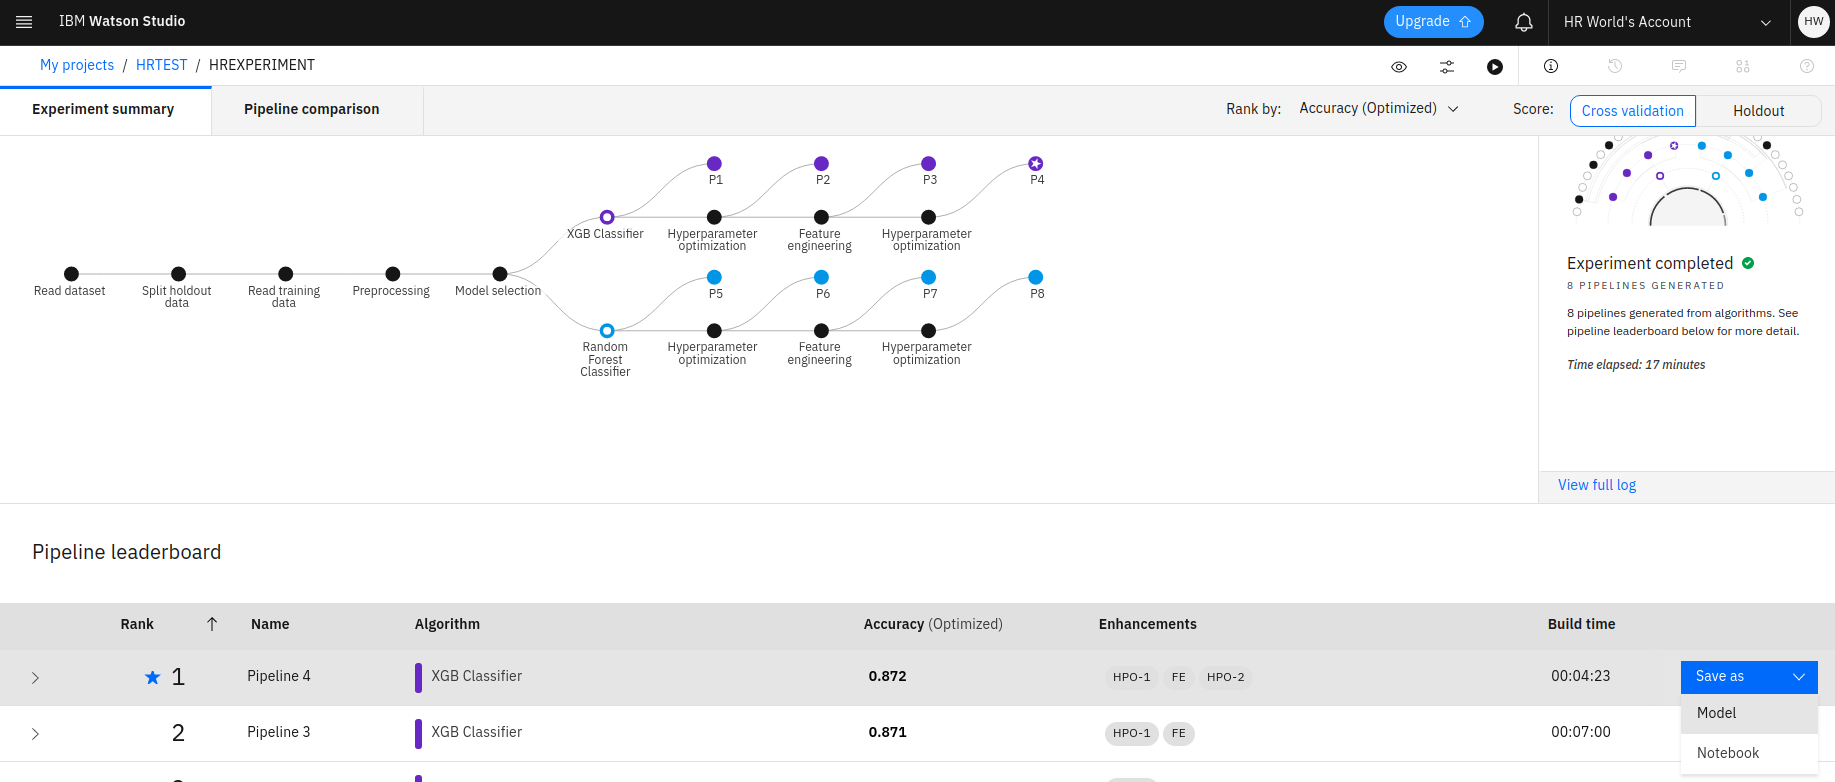 IBM Watson Studio
Upgrade
HR World's Account
HW
My projects / HRTEST / HREXPERIMENT
Experiment summary
Pipeline comparison
Rank by: Accuracy (Optimized)
Score: Cross validation Holdout
P1
P2
P3
P4
XGB Classifier
Hyperparameter
optimization
Feature
engineering
Hyperparameter
optimization
Read dataset
Split holdout
data
Read training
data
Preprocessing
Model selection
P5
P6
P7
P8
Random
Forest
Classifier
Hyperparameter
optimization
Feature
engineering
Hyperparameter
optimization
Experiment completed
8 PIPELINES GENERATED
8 pipelines generated from algorithms. See
pipeline leaderboard below for more detail.
Time elapsed: 17 minutes
View full log
Pipeline leaderboard
Rank Name Algorithm Accuracy (Optimized) Enhancements Build time
1 Pipeline 4 XGB Classifier 0.872 HPO-1 FE HPO-2 00:04:23 Save as
Model
2 Pipeline 3 XGB Classifier 0.871 HPO-1 FE 00:07:00
Notebook